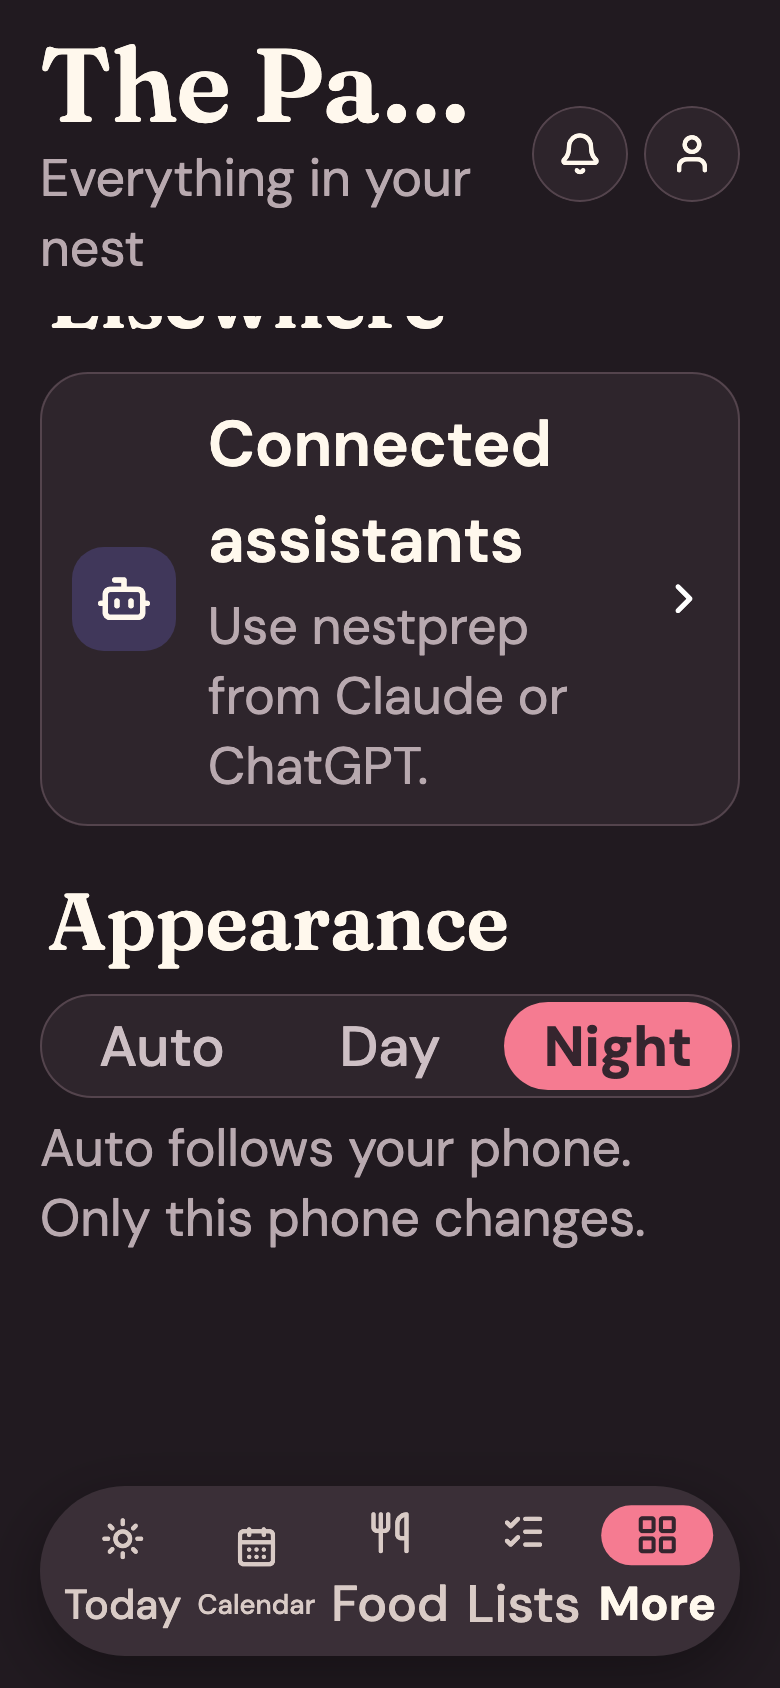 The Pa...
Everything in your
nest
Elsewhere
Connected
assistants
Use nestprep
from Claude or
ChatGPT.
Appearance
Auto Day Night
Auto follows your phone.
Only this phone changes.
Today Calendar Food Lists More